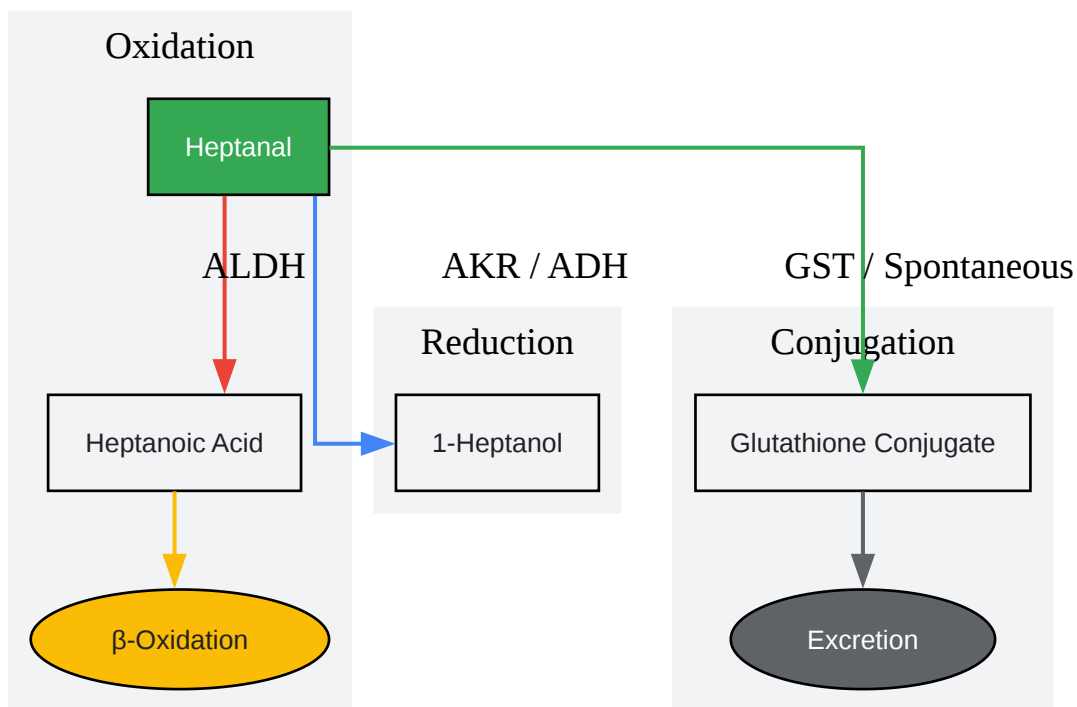 Oxidation
Heptanal
ALDH
AKR / ADH
GST / Spontaneous
Reduction
Conjugation
Heptanoic Acid
1-Heptanol
Glutathione Conjugate
β-Oxidation
Excretion